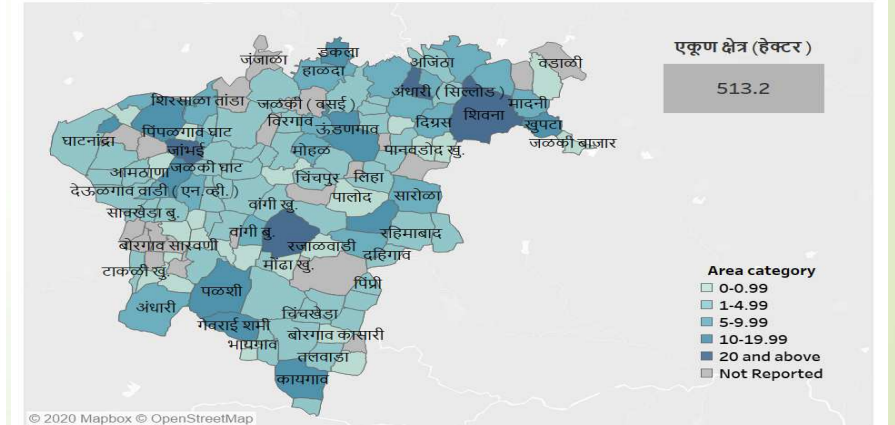 एकूण क्षेत्र (हेक्टर )
513.2
जंजाळा
डकला
हाळदा
अजिंठा
वडाळी
शिरसाळा तांडा
जळकी ( वसई )
अंधारी ( सिल्लोड )
मादनी
घाटनांद्रा
पिंपळगाव घाट
विरगाव
ऊंडणगाव
दिग्रस
शिवना
खुपटा
जळकी बाजार
जांभई
मोहळ
पानवडोद खु.
आमठाणा
जळकी घाट
चिंचपुर
लिहा
देऊळगाव वाडी ( एन.व्ही. )
पालोद
सारोळा
सावखेडा बु.
वांगी खु.
बोरगाव सारवणी
वांगी बु.
रजाळवाडी
रहिमाबाद
दहिगाव
टाकळी खु.
मोंढा खु.
पिंप्री
पळशी
अंधारी
चिंचखेडा
गेवराई शमी
बोरगाव कासारी
भायगाव
तलवाडा
कायगाव
Area category
0-0.99
1-4.99
5-9.99
10-19.99
20 and above
Not Reported
© 2020 Mapbox © OpenStreetMap